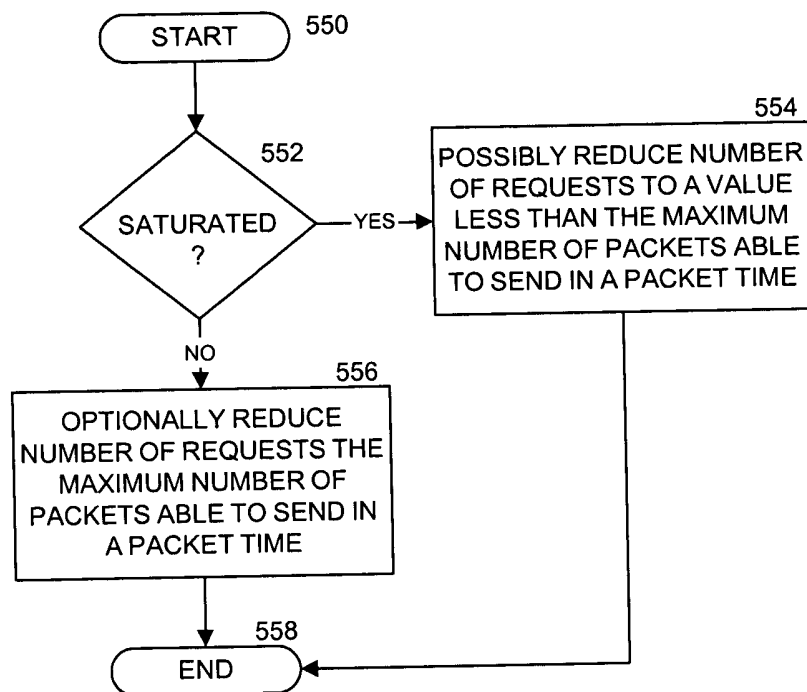 START
550
552
SATURATED
?
YES
554
POSSIBLY REDUCE NUMBER
OF REQUESTS TO A VALUE
LESS THAN THE MAXIMUM
NUMBER OF PACKETS ABLE
TO SEND IN A PACKET TIME
NO
556
OPTIONALLY REDUCE
NUMBER OF REQUESTS THE
MAXIMUM NUMBER OF
PACKETS ABLE TO SEND IN
A PACKET TIME
558
END